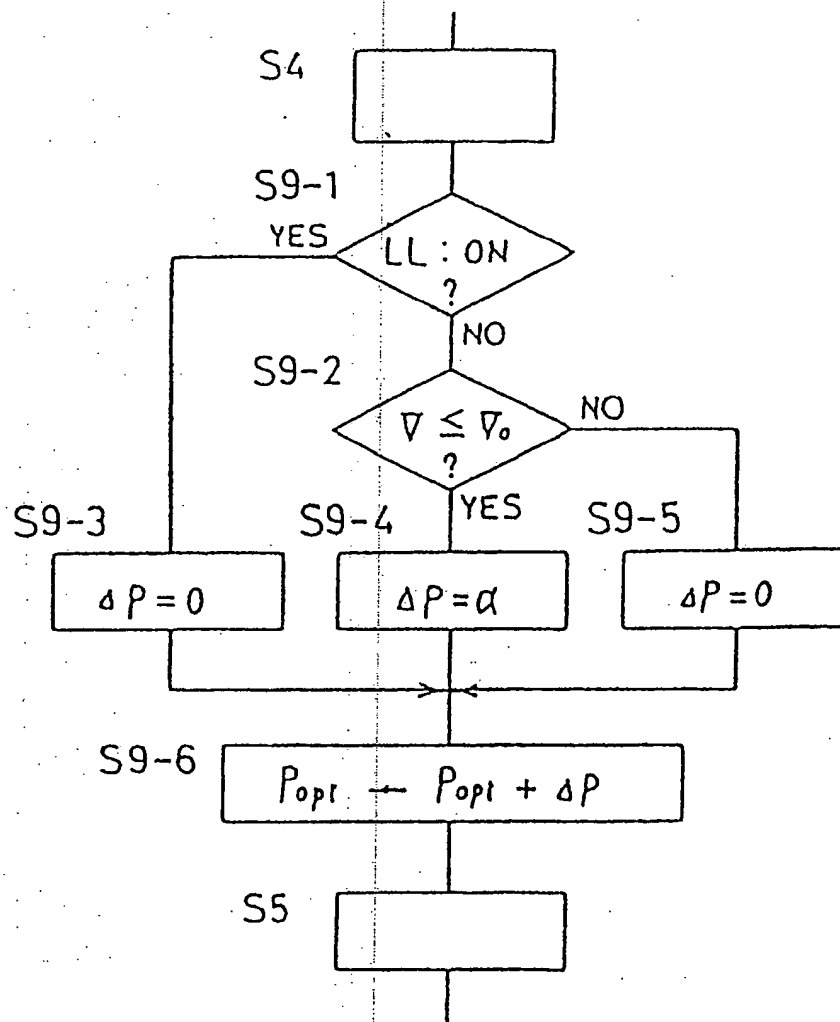 S4
S9-1
YES
LL : ON
?
NO
S9-2
∇ ≤ ∇o
?
NO
YES
S9-3
S9-4
S9-5
ΔP = 0
ΔP = α
ΔP = 0
S9-6
Popt ← Popt + ΔP
S5